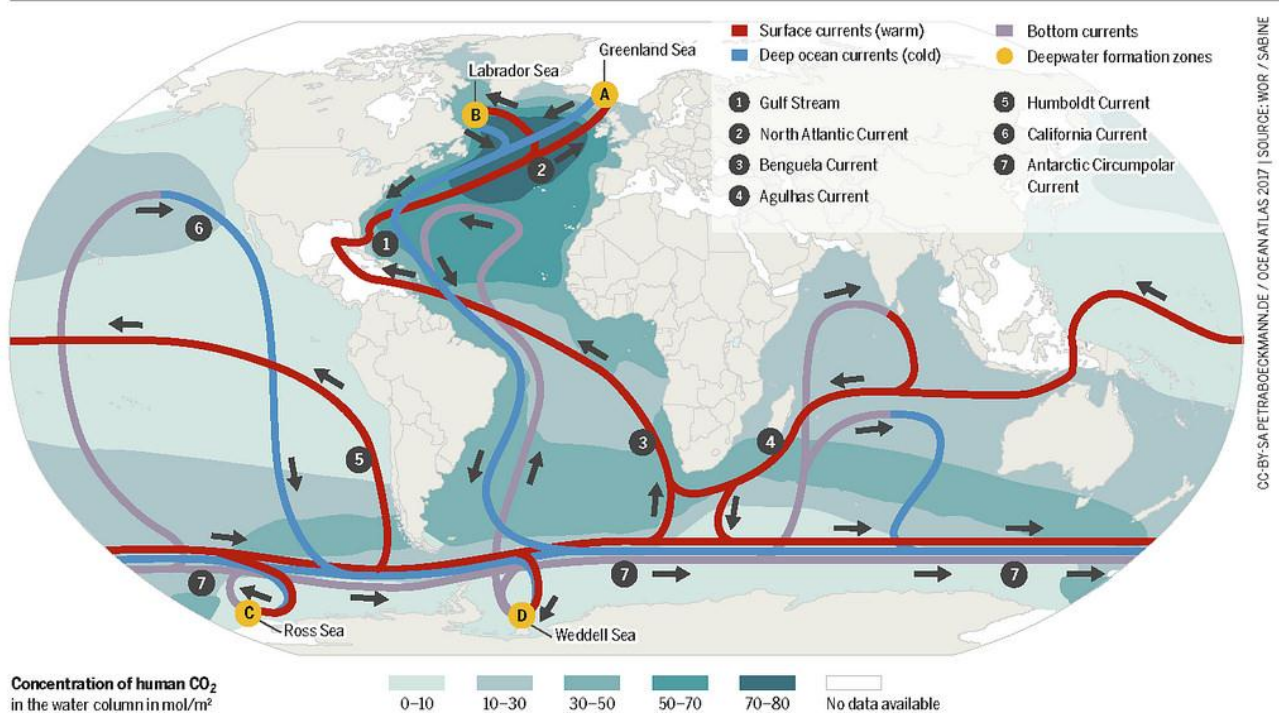 Surface currents (warm)
Deep ocean currents (cold)
Bottom currents
Deepwater formation zones
1 Gulf Stream
2 North Atlantic Current
3 Benguela Current
4 Agulhas Current
5 Humboldt Current
6 California Current
7 Antarctic Circumpolar
Current
Greenland Sea
Labrador Sea
A
B
2
1
6
5
3
4
7
7
7
C
Ross Sea
D
Weddell Sea
Concentration of human CO₂
in the water column in mol/m²
0–10
10–30
30–50
50–70
70–80
No data available
CC-BY-SA PETRABOECKMANN.DE / OCEAN ATLAS 2017 | SOURCE: WOR / SABINE